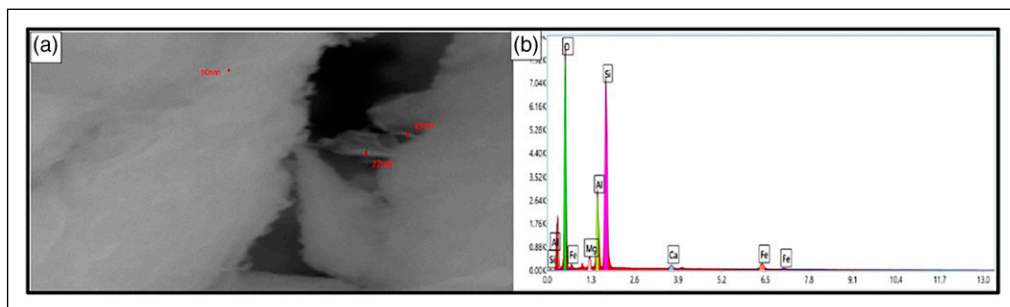 (a)
(b)
10nm
22nm
O
Si
Al
Mg
Fe
Ca
Fe
Fe
Al
Si
7.04K
6.16K
5.28K
4.40K
3.52K
2.64K
1.76K
0.88K
0.00K
0.0
1.3
2.6
3.9
5.2
6.5
7.8
9.1
10.4
11.7
13.0